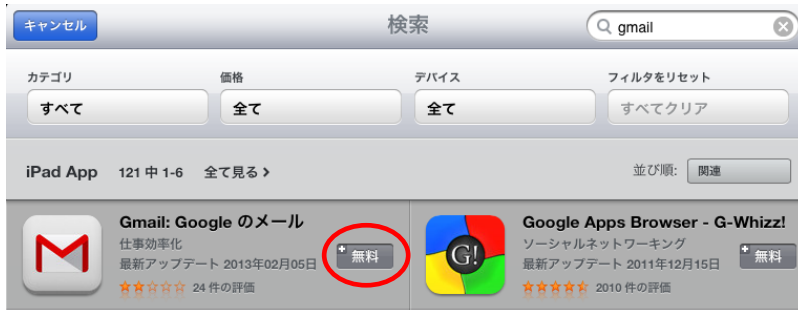 キャンセル 検索 gmail
カテゴリ 価格 デバイス フィルタをリセット
すべて 全て 全て すべてクリア
iPad App 121 中 1-6 全て見る › 並び順: 関連
Gmail: Google のメール
仕事効率化
最新アップデート 2013年02月05日
24 件の評価
無料
G!
Google Apps Browser - G-Whizz!
ソーシャルネットワーキング
最新アップデート 2011年12月15日
2010 件の評価
無料